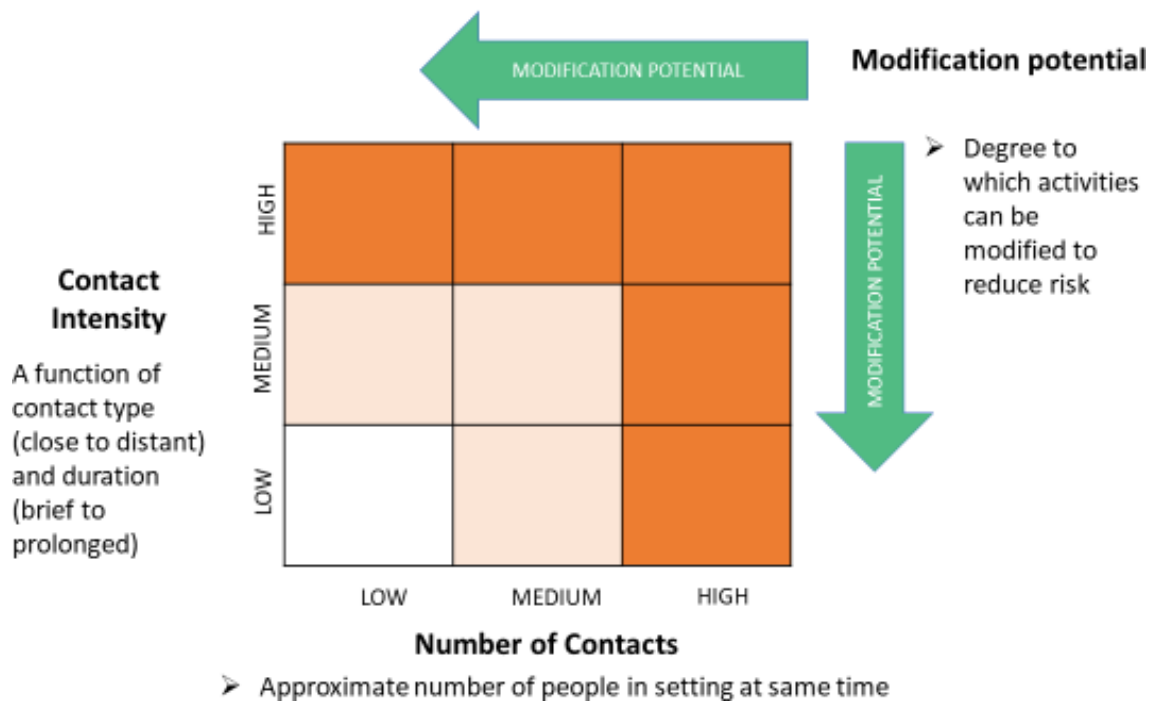 MODIFICATION POTENTIAL
Modification potential
➢ Degree to
which activities
can be
modified to
reduce risk
MODIFICATION POTENTIAL
Contact
Intensity
A function of
contact type
(close to distant)
and duration
(brief to
prolonged)
HIGH
MEDIUM
LOW
LOW MEDIUM HIGH
Number of Contacts
➢ Approximate number of people in setting at same time